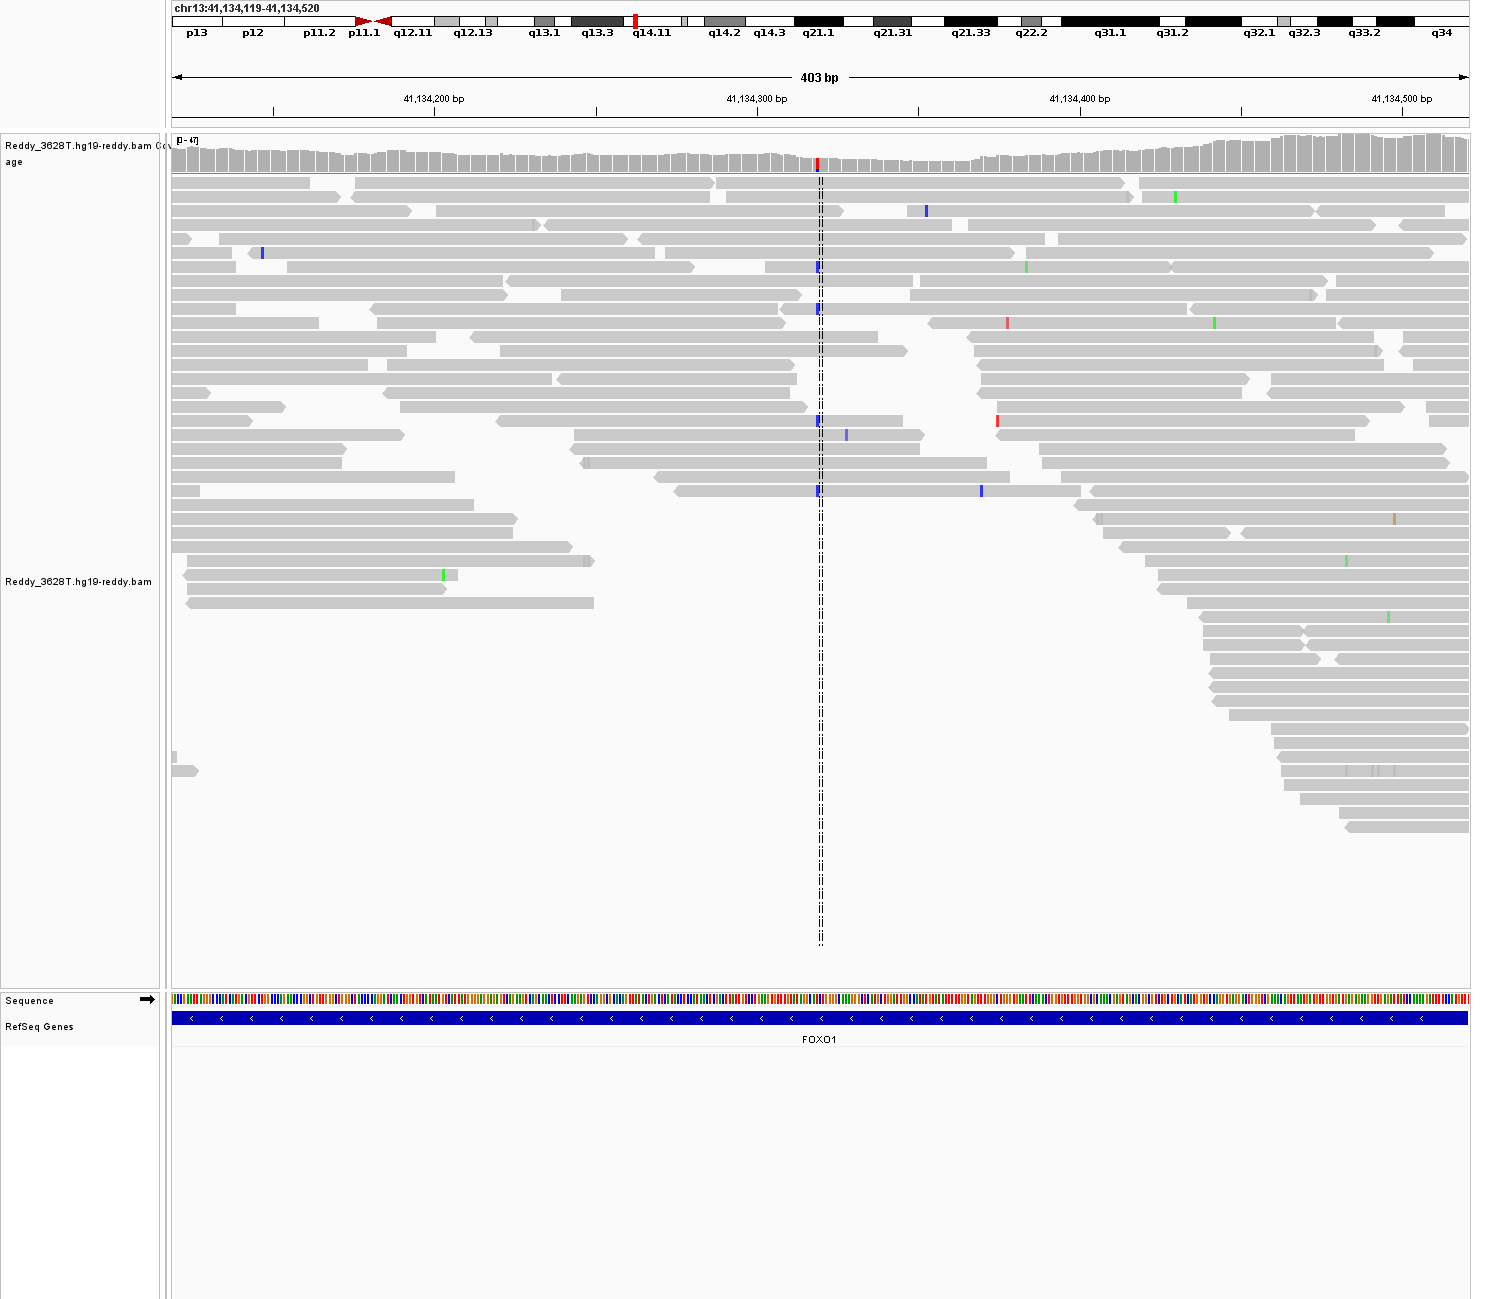 chr13:41,134,119-41,134,520
p13 p12 p11.2 p11.1 q12.11 q12.13 q13.1 q13.3 q14.11 q14.2 q14.3 q21.1 q21.31 q21.33 q22.2 q31.1 q31.2 q32.1 q32.3 q33.2 q34
403 bp
41,134,200 bp 41,134,300 bp 41,134,400 bp 41,134,500 bp
[0 - 47]
Reddy_3628T.hg19-reddy.bam Cov
age
Reddy_3628T.hg19-reddy.bam
Sequence
RefSeq Genes
FOXO1